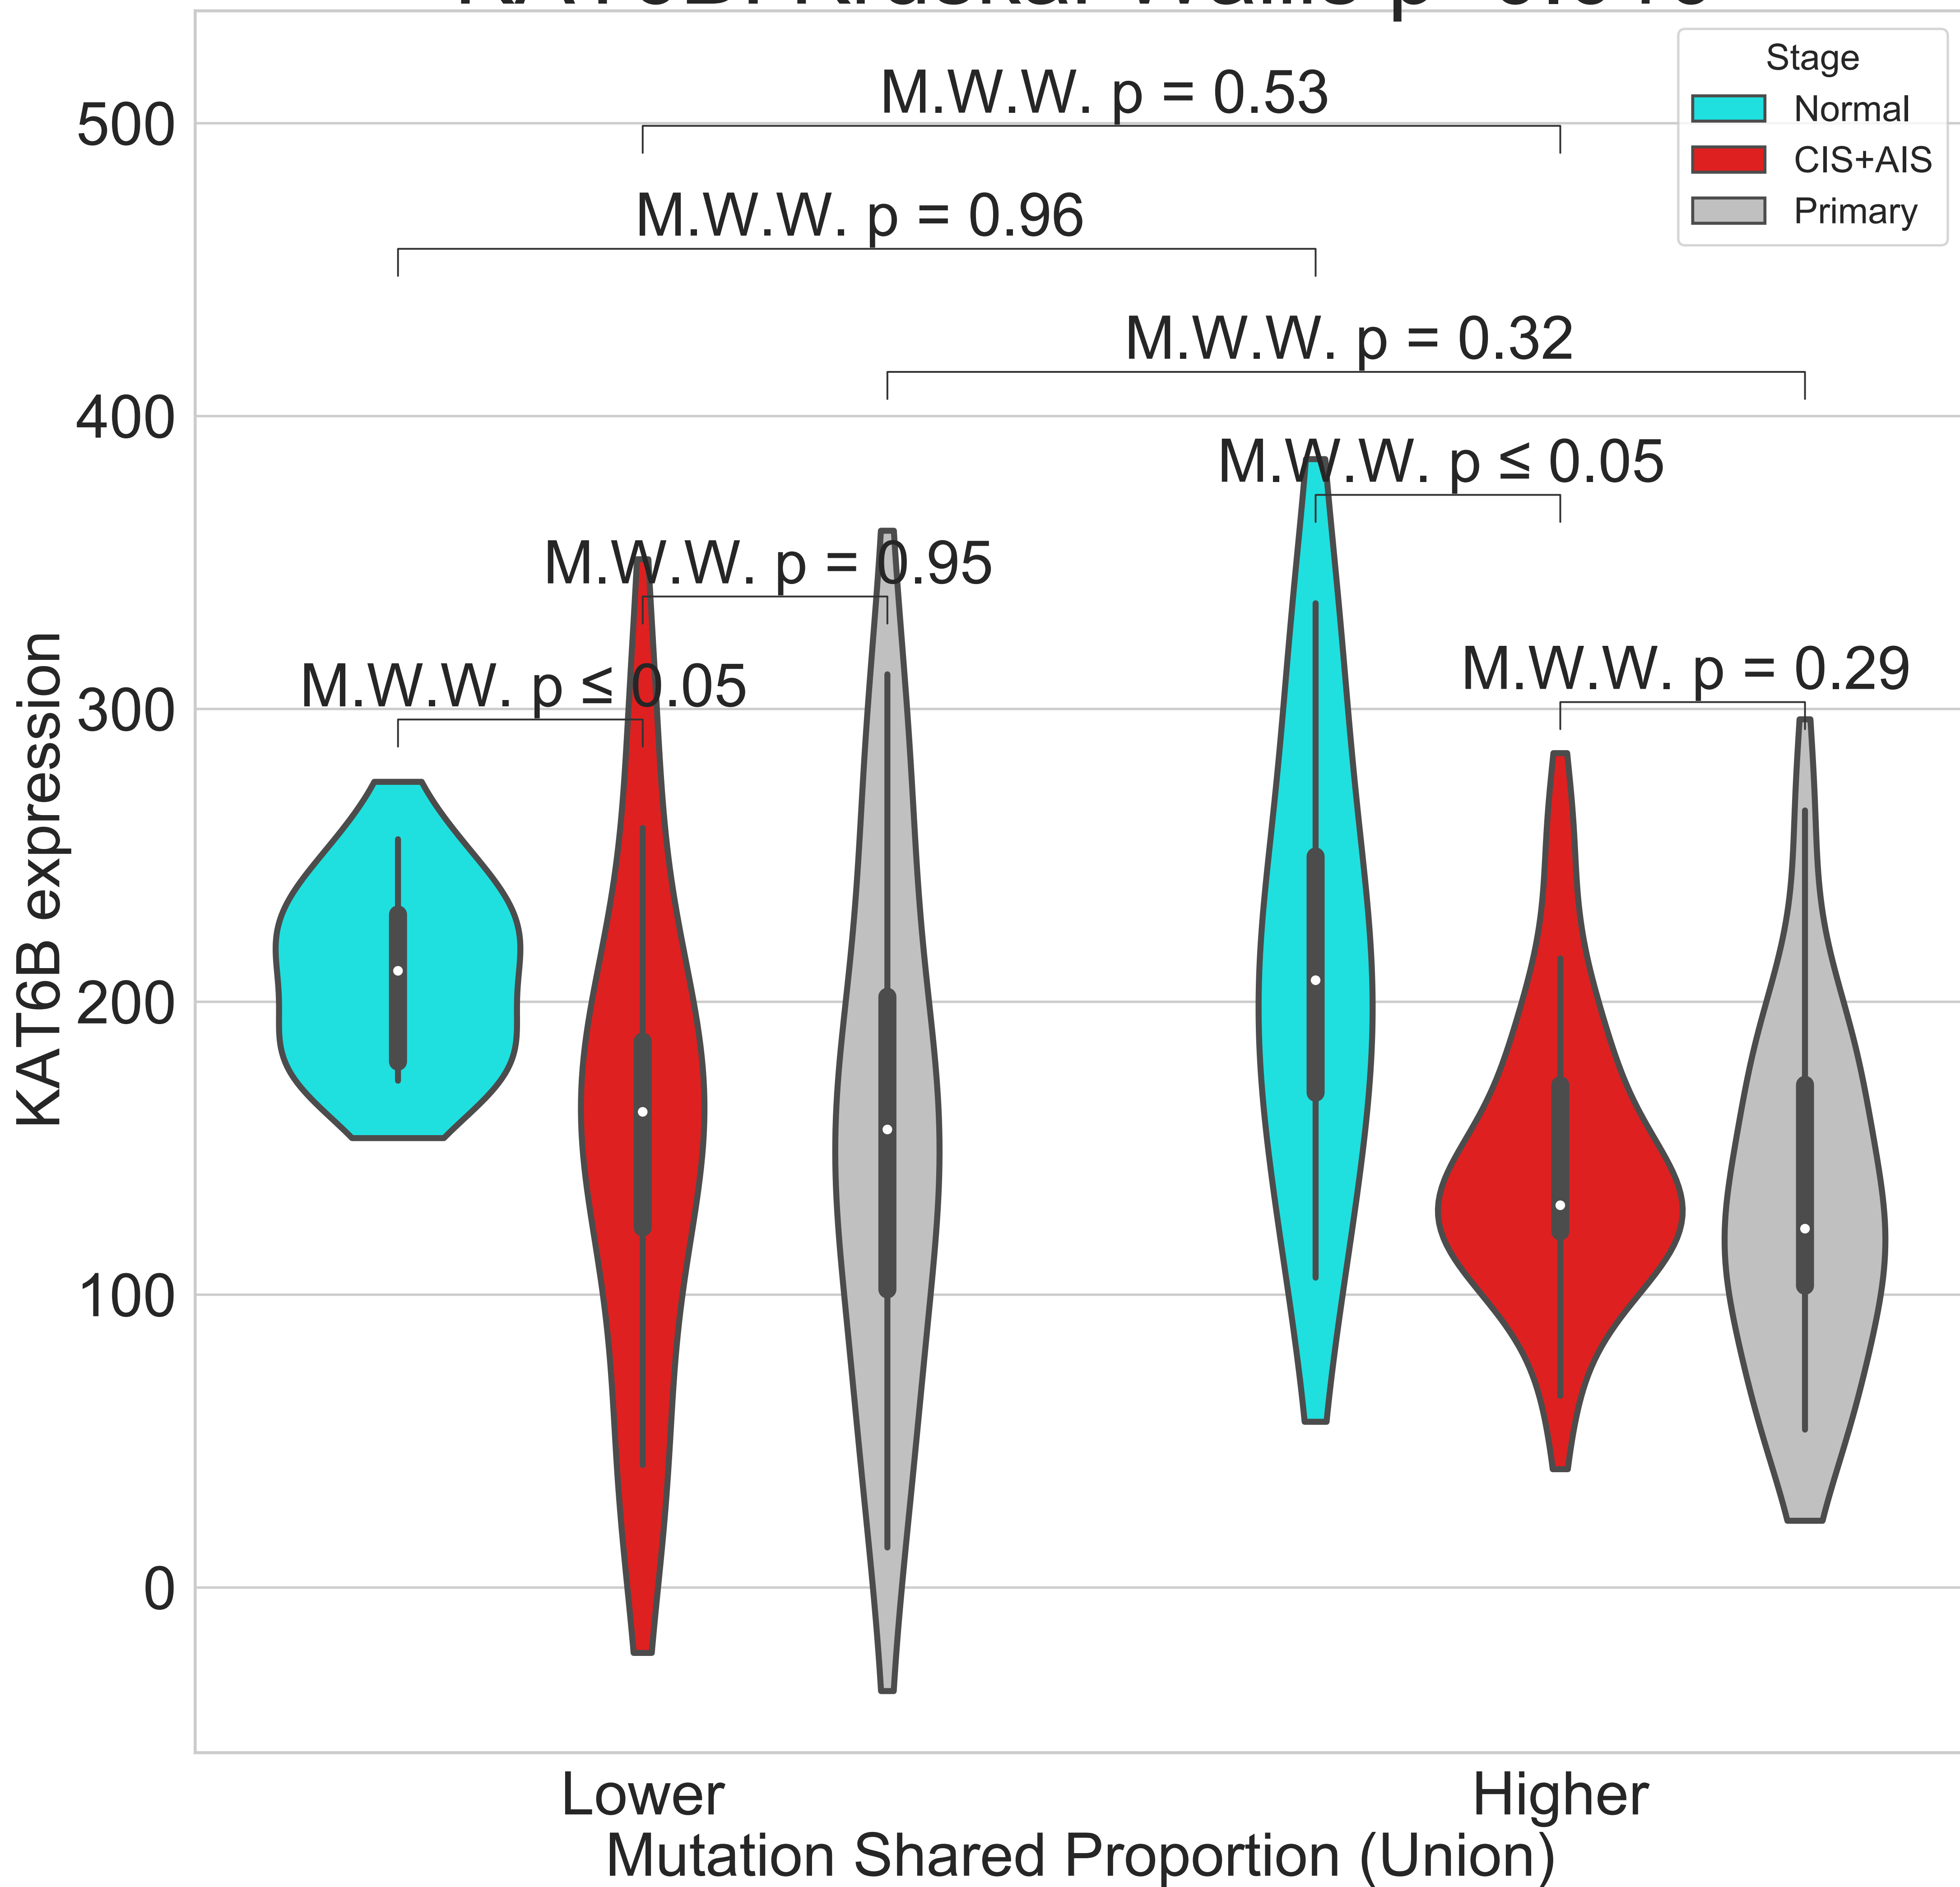 M.W.W. p = 0.53
Stage
Normal
CIS+AIS
Primary
M.W.W. p = 0.96
M.W.W. p = 0.32
M.W.W. p ≤ 0.05
M.W.W. p = 0.95
M.W.W. p = 0.29
M.W.W. p ≤ 0.05
500
400
300
200
100
0
KAT6B expression
Lower
Higher
Mutation Shared Proportion (Union)